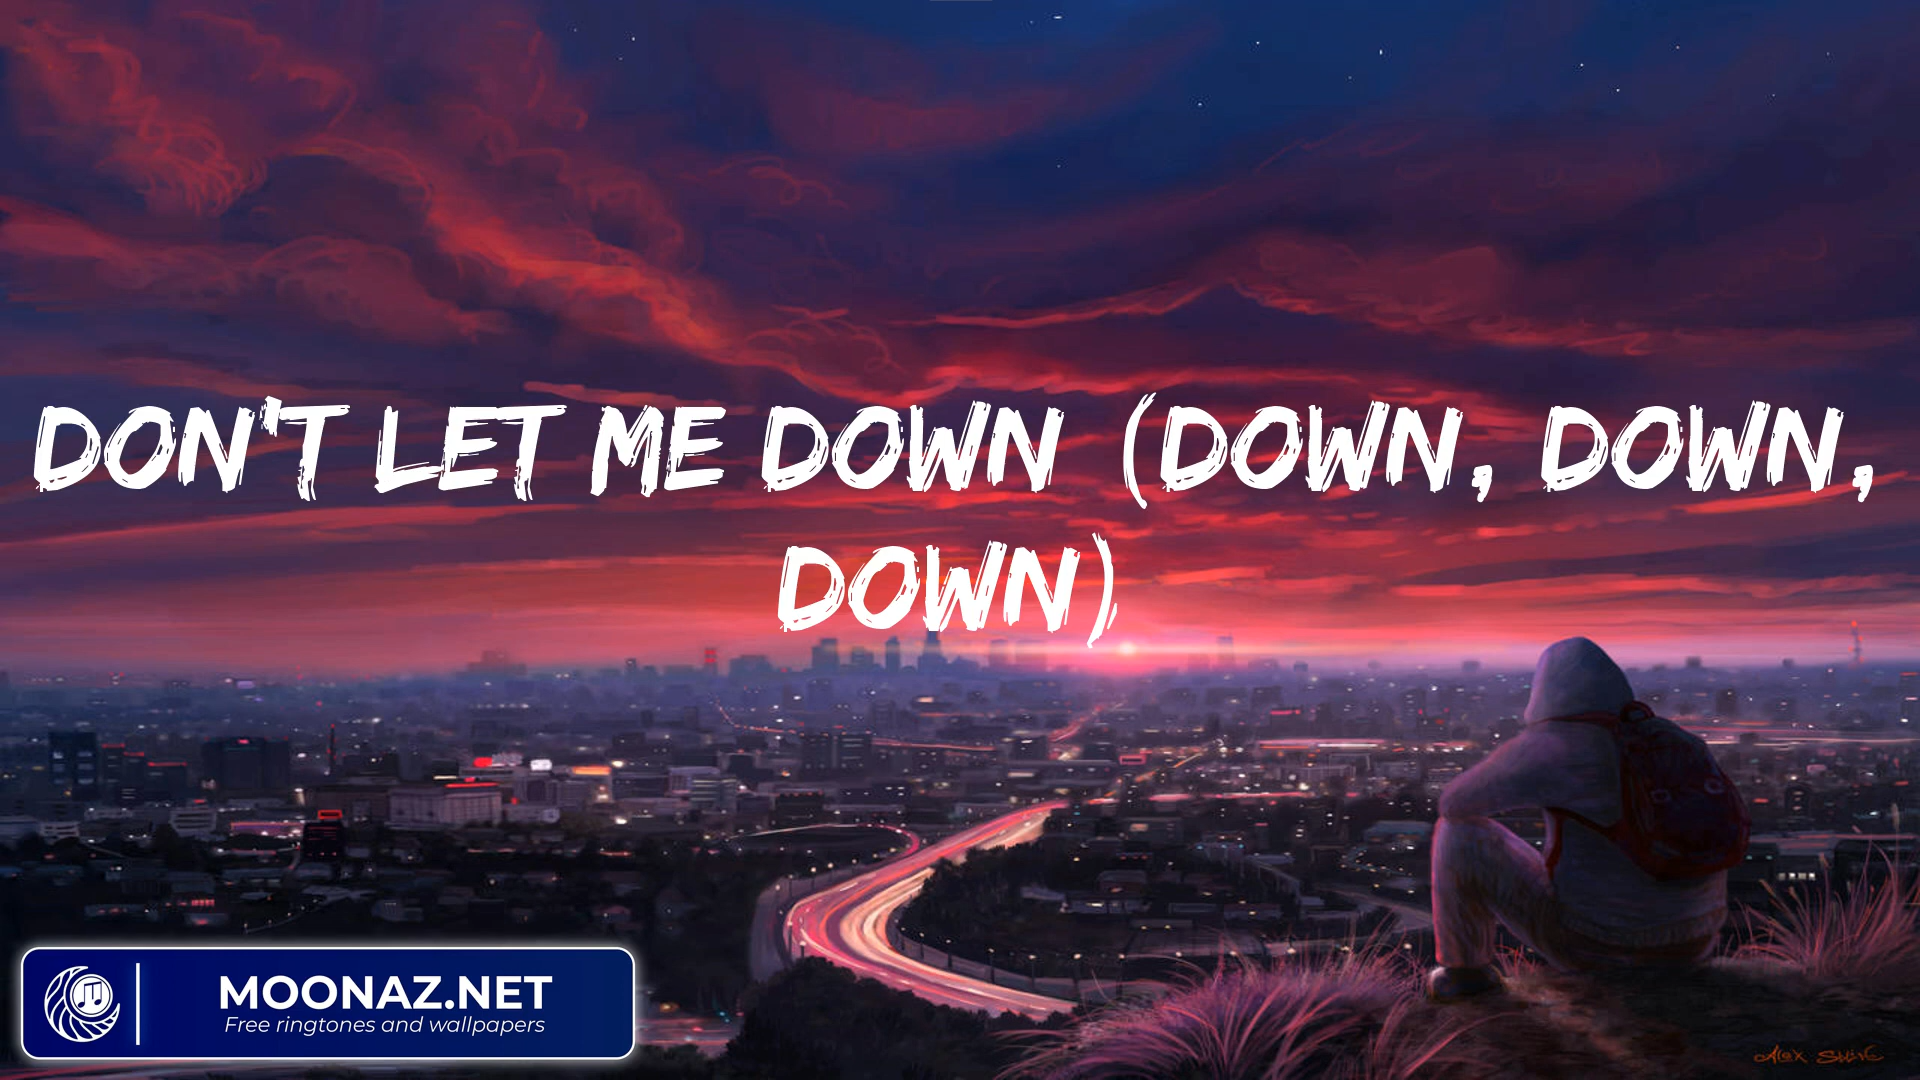 DON'T LET ME DOWN (DOWN, DOWN,
DOWN)
MOONAZ.NET
Free ringtones and wallpapers